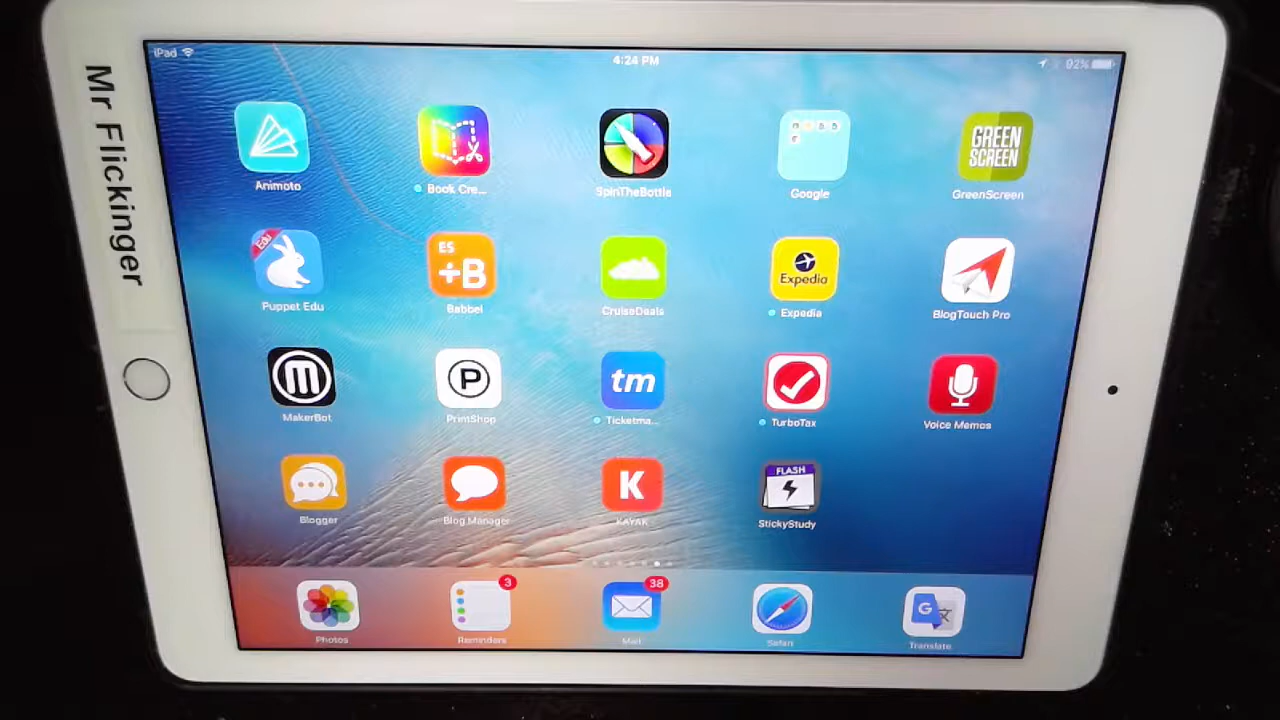 Mr Flickinger
iPad
4:24 PM
92%
Animoto
Book Cre...
SpinTheBottle
Google
GREEN
SCREEN
GreenScreen
Edu
Puppet Edu
ES
+B
Babbel
CruiseDeals
Expedia
Expedia
BlogTouch Pro
M
MakerBot
P
PrintShop
tm
Ticketma...
TurboTax
Voice Memos
Blogger
Blog Manager
K
KAYAK
FLASH
StickyStudy
Photos
3
Reminders
38
Mail
Safari
G
Translate